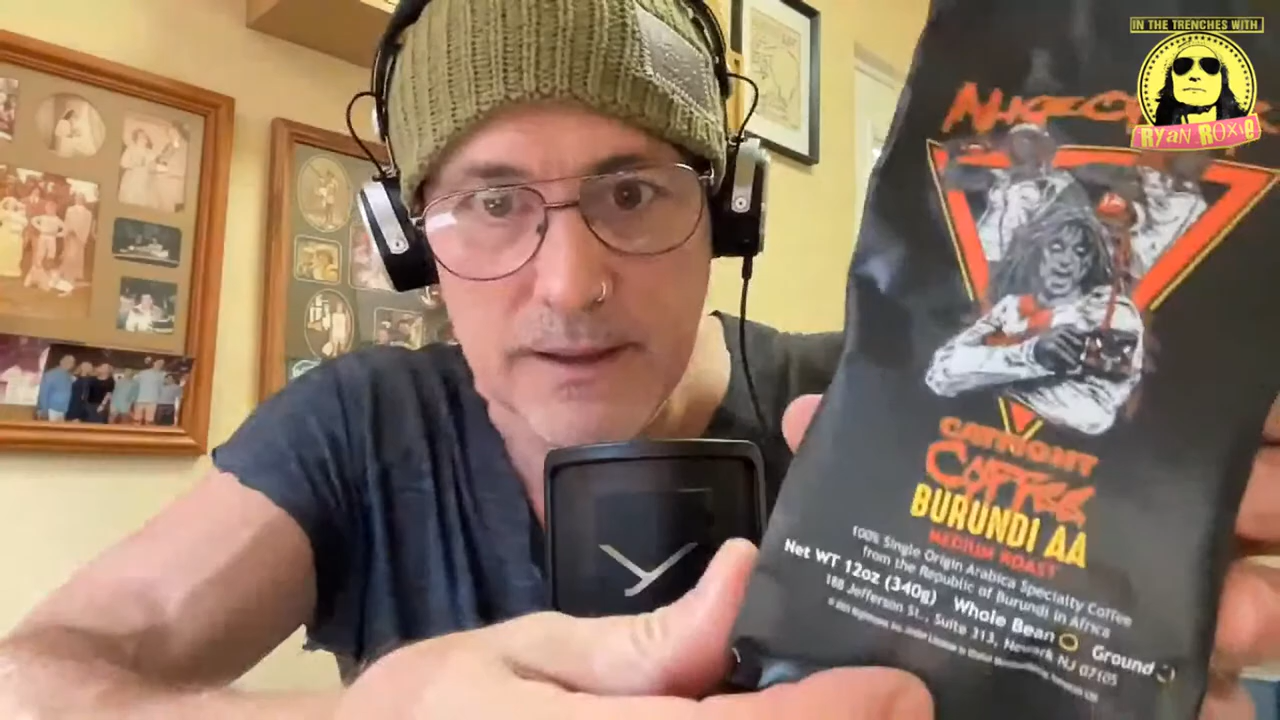 IN THE TRENCHES WITH
RYAN ROXIE
COFFEE
BURUNDI AA
MEDIUM ROAST
100% Single Origin Arabica Specialty Coffee
from the Republic of Burundi in Africa
Net WT 12oz (340g) Whole Bean Ground
188 Jefferson St., Suite 313, Newark NJ 07105